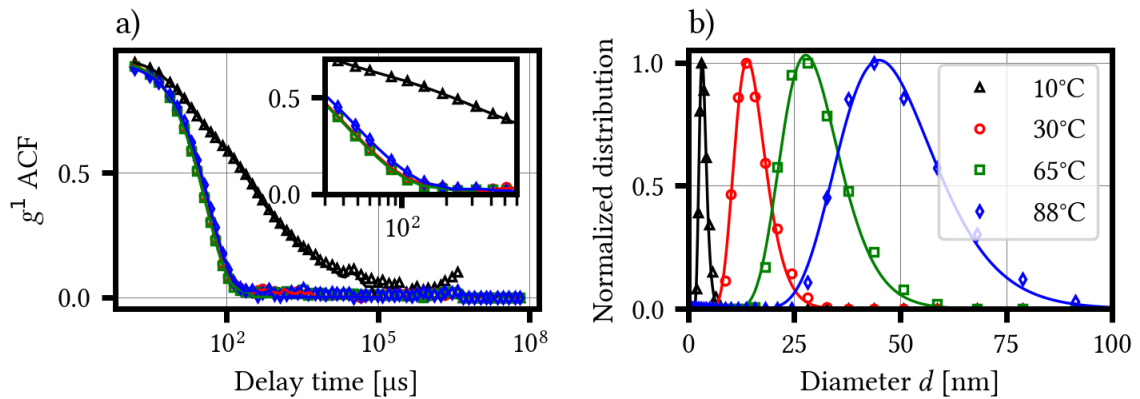 a)
g¹ ACF
0.5
0.0
0.5
0.0
10²
10²
10⁵
10⁸
Delay time [µs]
b)
Normalized distribution
1.0
0.5
0.0
10°C
30°C
65°C
88°C
0
25
50
75
100
Diameter d [nm]